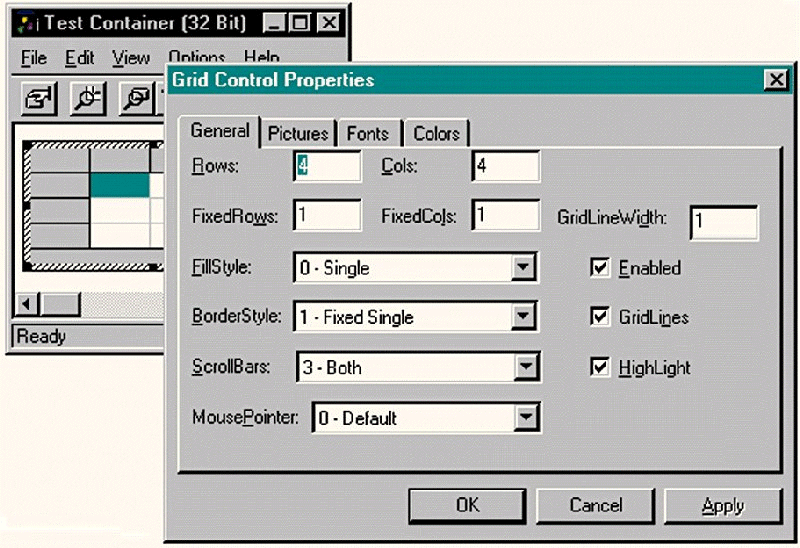 Test Container (32 Bit)
File Edit View Options Help
Grid Control Properties
General Pictures Fonts Colors
Rows: 4 Cols: 4
FixedRows: 1 FixedCols: 1 GridLineWidth: 1
FillStyle: 0 - Single Enabled
BorderStyle: 1 - Fixed Single GridLines
ScrollBars: 3 - Both HighLight
MousePointer: 0 - Default
Ready
OK Cancel Apply